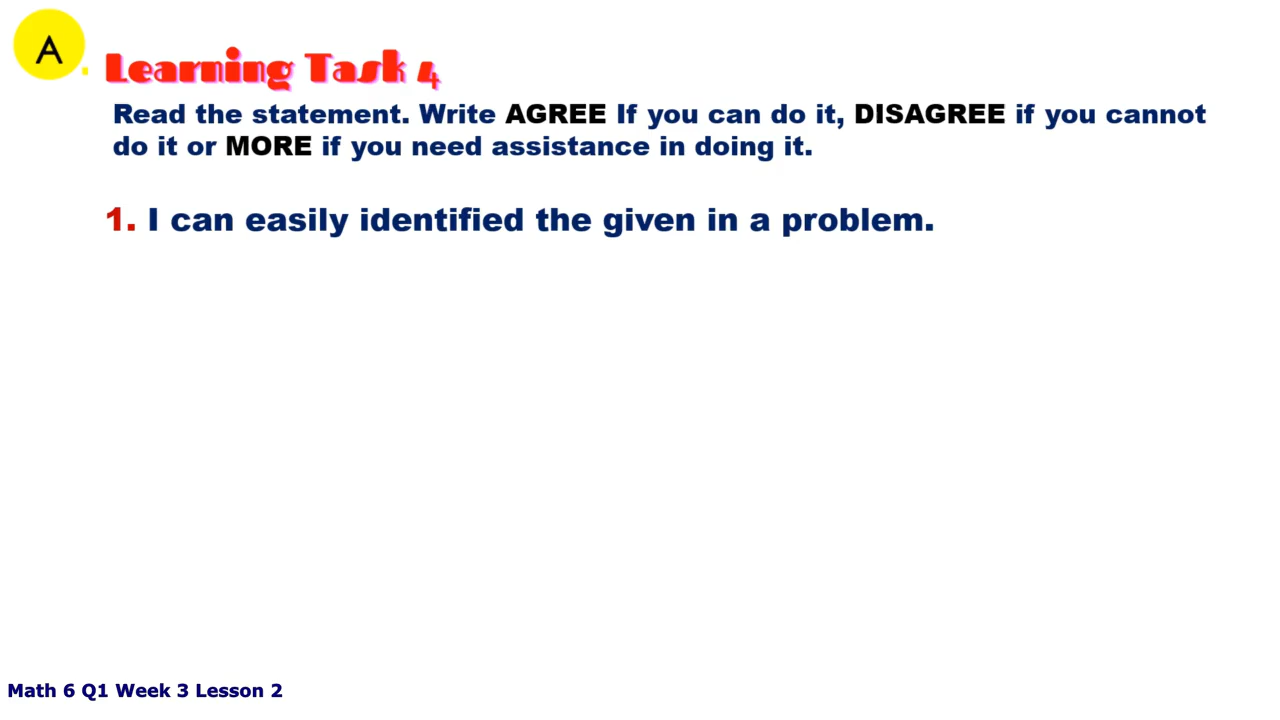 A
Learning Task 4
Read the statement. Write AGREE If you can do it, DISAGREE if you cannot
do it or MORE if you need assistance in doing it.
1. I can easily identified the given in a problem.
Math 6 Q1 Week 3 Lesson 2